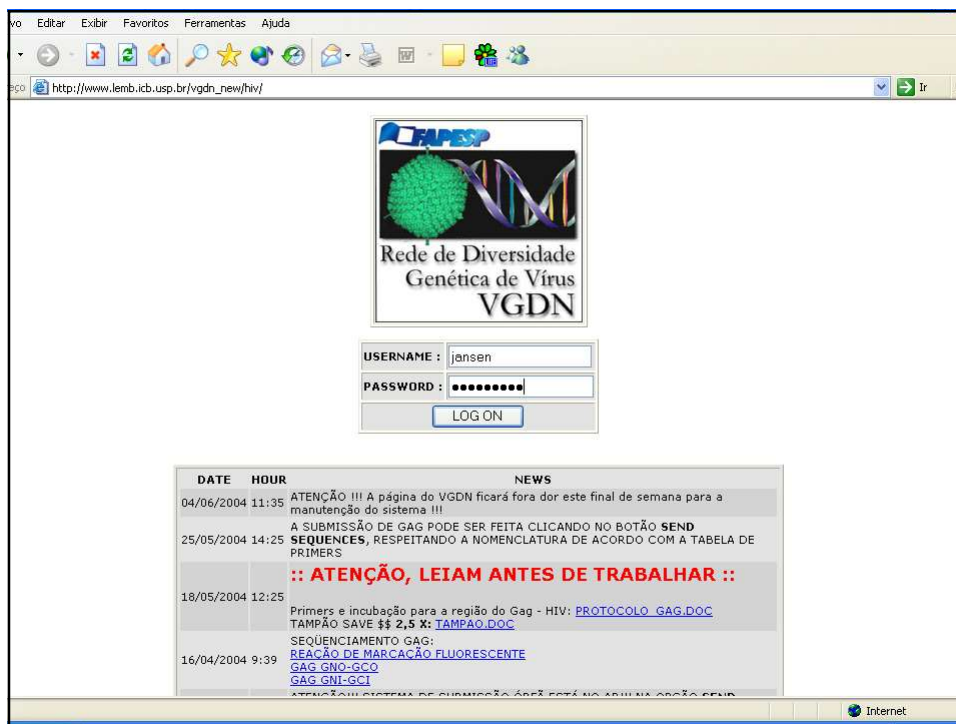 vo Editar Exibir Favoritos Ferramentas Ajuda
http://www.lemb.icb.usp.br/vgdn_new/hiv/
Ir
FAPESP
Rede de Diversidade
Genética de Vírus
VGDN
USERNAME : jansen
PASSWORD : •••••••••
LOG ON
DATE HOUR NEWS
04/06/2004 11:35 ATENÇÃO !!! A página do VGDN ficará fora dor este final de semana para a
manutenção do sistema !!!
25/05/2004 14:25 A SUBMISSÃO DE GAG PODE SER FEITA CLICANDO NO BOTÃO SEND
SEQUENCES, RESPEITANDO A NOMENCLATURA DE ACORDO COM A TABELA DE
PRIMERS
18/05/2004 12:25 :: ATENÇÃO, LEIAM ANTES DE TRABALHAR ::
Primers e incubação para a região do Gag - HIV: PROTOCOLO_GAG.DOC
TAMPÃO SAVE $$ 2,5 X: TAMPAO.DOC
16/04/2004 9:39 SEQÜENCIAMENTO GAG:
REAÇÃO DE MARCAÇÃO FLUORESCENTE
GAG GNO-GCO
GAG GNI-GCI
Internet